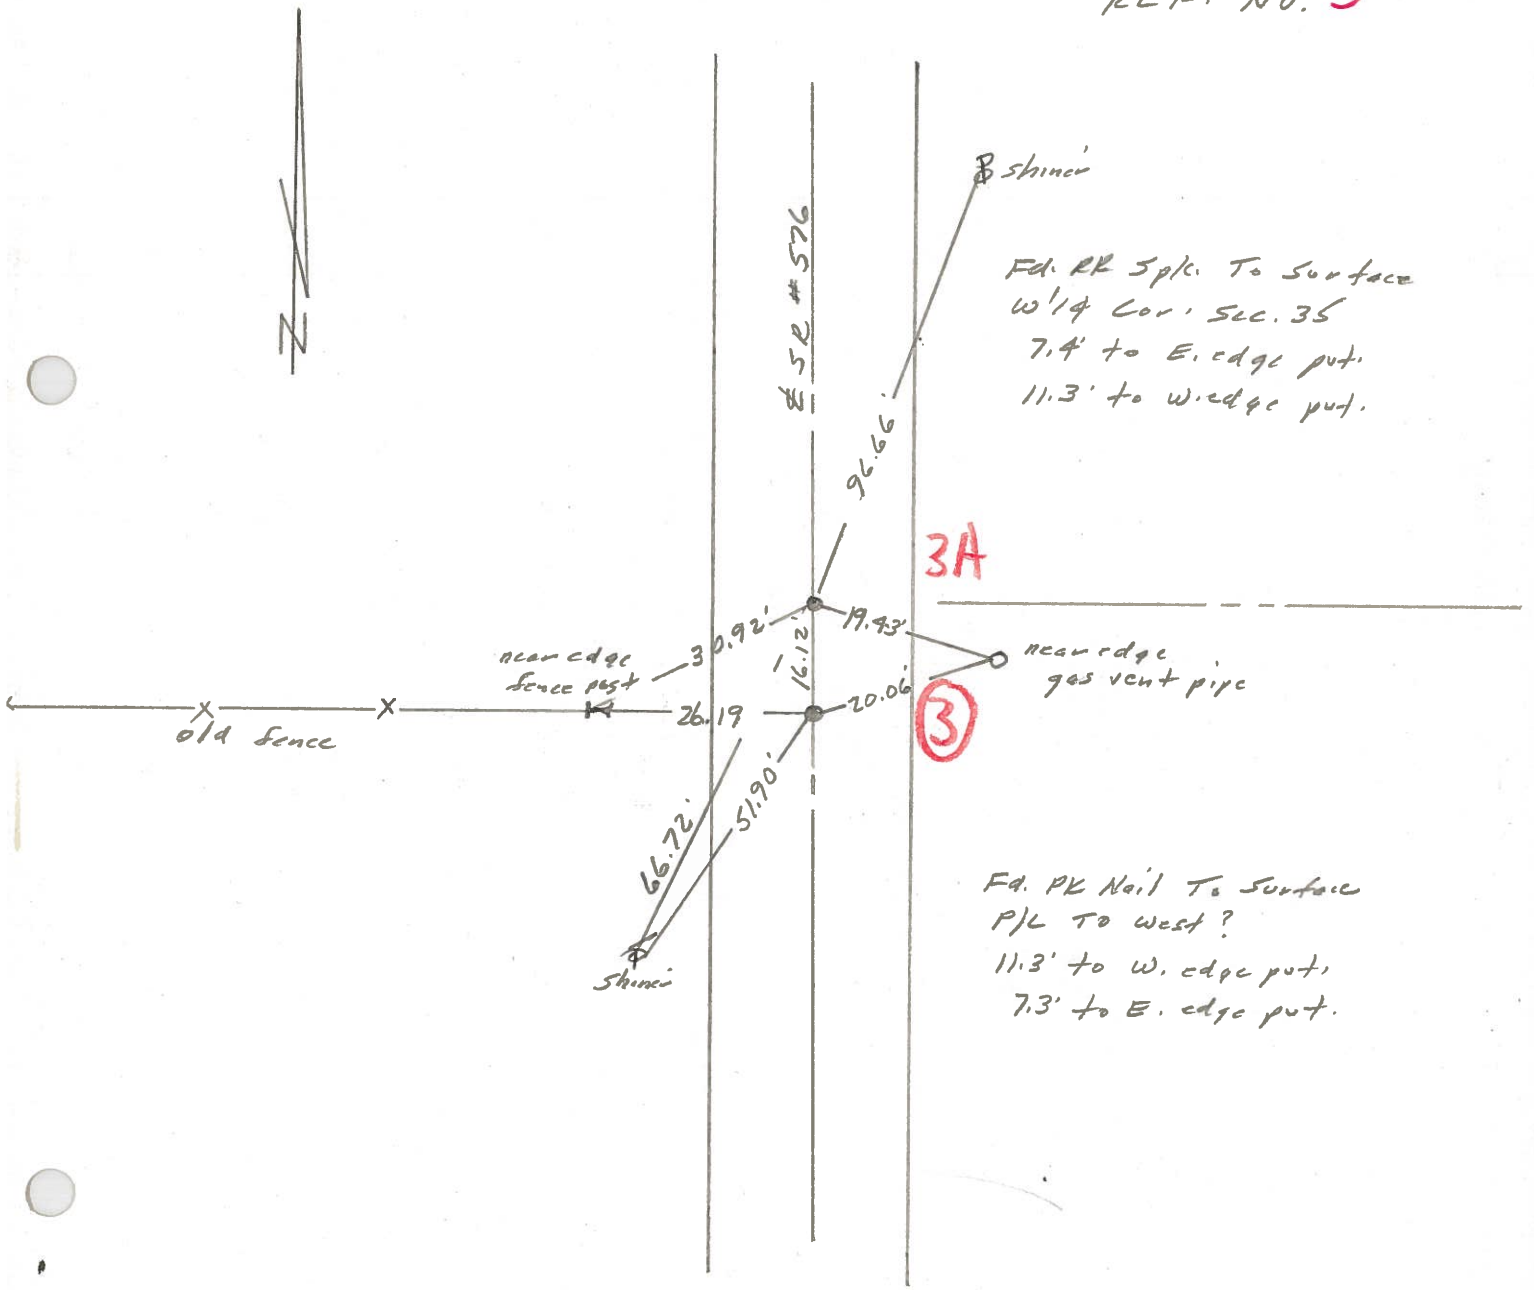 REF. No. 3
shiner
℄ SR #576
Fd. RR Spk. To Surface
W 1/4 Cor. Sec. 35
7.4' to E. edge pvt.
11.3' to W. edge pvt.
96.66'
3A
N
30.92'
19.43'
16.12'
near edge
fence post
near edge
gas vent pipe
20.06'
26.19
3
old fence
51.90'
66.72'
shiner
Fd. PK Nail To Surface
P/L To West?
11.3' to W. edge pvt.
7.3' to E. edge pvt.